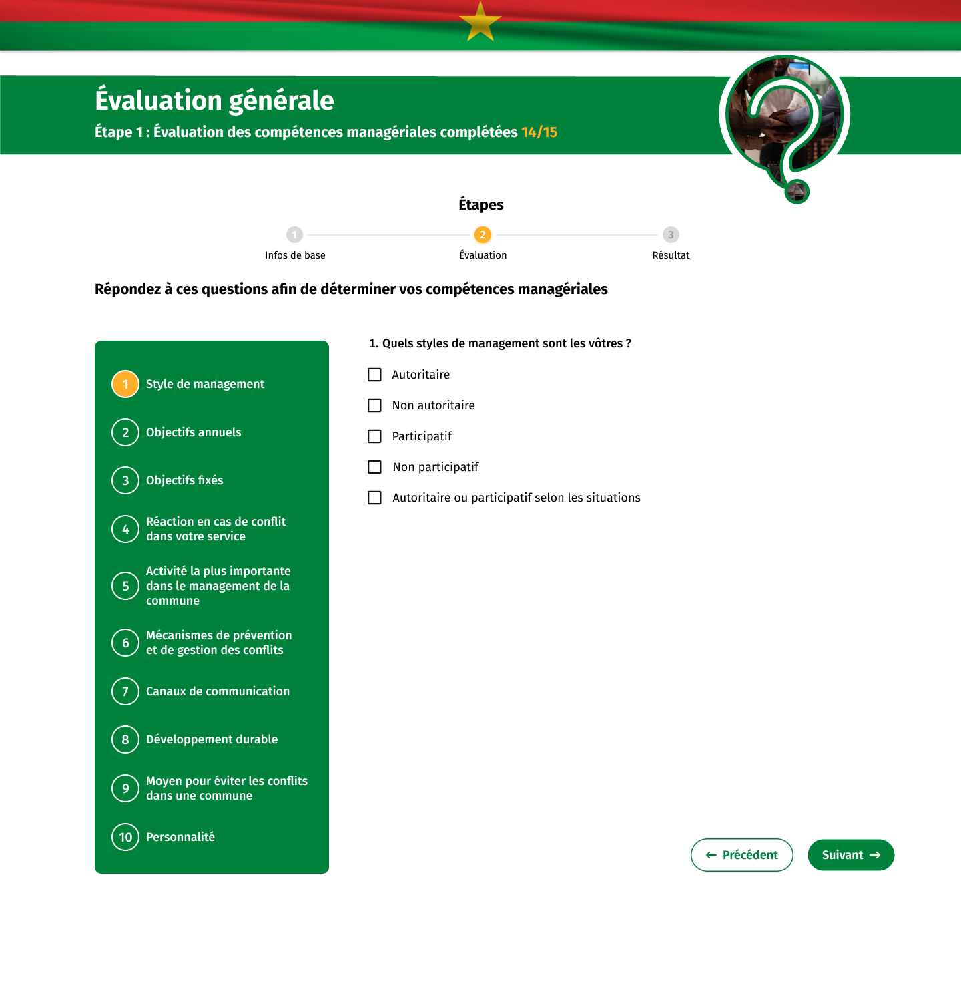 Évaluation générale
Étape 1 : Évaluation des compétences managériales complétées 14/15
Étapes
1
2
3
Infos de base
Évaluation
Résultat
Répondez à ces questions afin de déterminer vos compétences managériales
1 Style de management
2 Objectifs annuels
3 Objectifs fixés
4 Réaction en cas de conflit
dans votre service
5 Activité la plus importante
dans le management de la
commune
6 Mécanismes de prévention
et de gestion des conflits
7 Canaux de communication
8 Développement durable
9 Moyen pour éviter les conflits
dans une commune
10 Personnalité
1. Quels styles de management sont les vôtres ?
Autoritaire
Non autoritaire
Participatif
Non participatif
Autoritaire ou participatif selon les situations
← Précédent
Suivant →